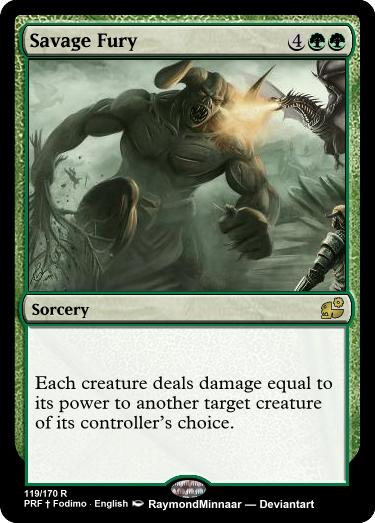 Savage Fury 4
Sorcery
Each creature deals damage equal to
its power to another target creature
of its controller's choice.
119/170 R
PRF † Fodimo · English RaymondMinnaar — Deviantart